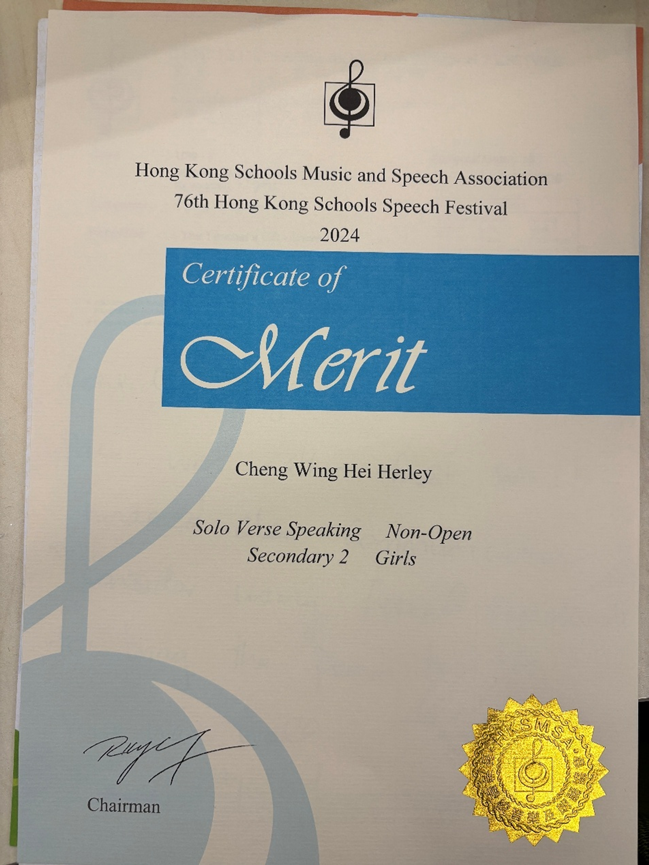 Hong Kong Schools Music and Speech Association
76th Hong Kong Schools Speech Festival
2024
Certificate of
Merit
Cheng Wing Hei Herley
Solo Verse Speaking Non-Open
Secondary 2 Girls
Chairman